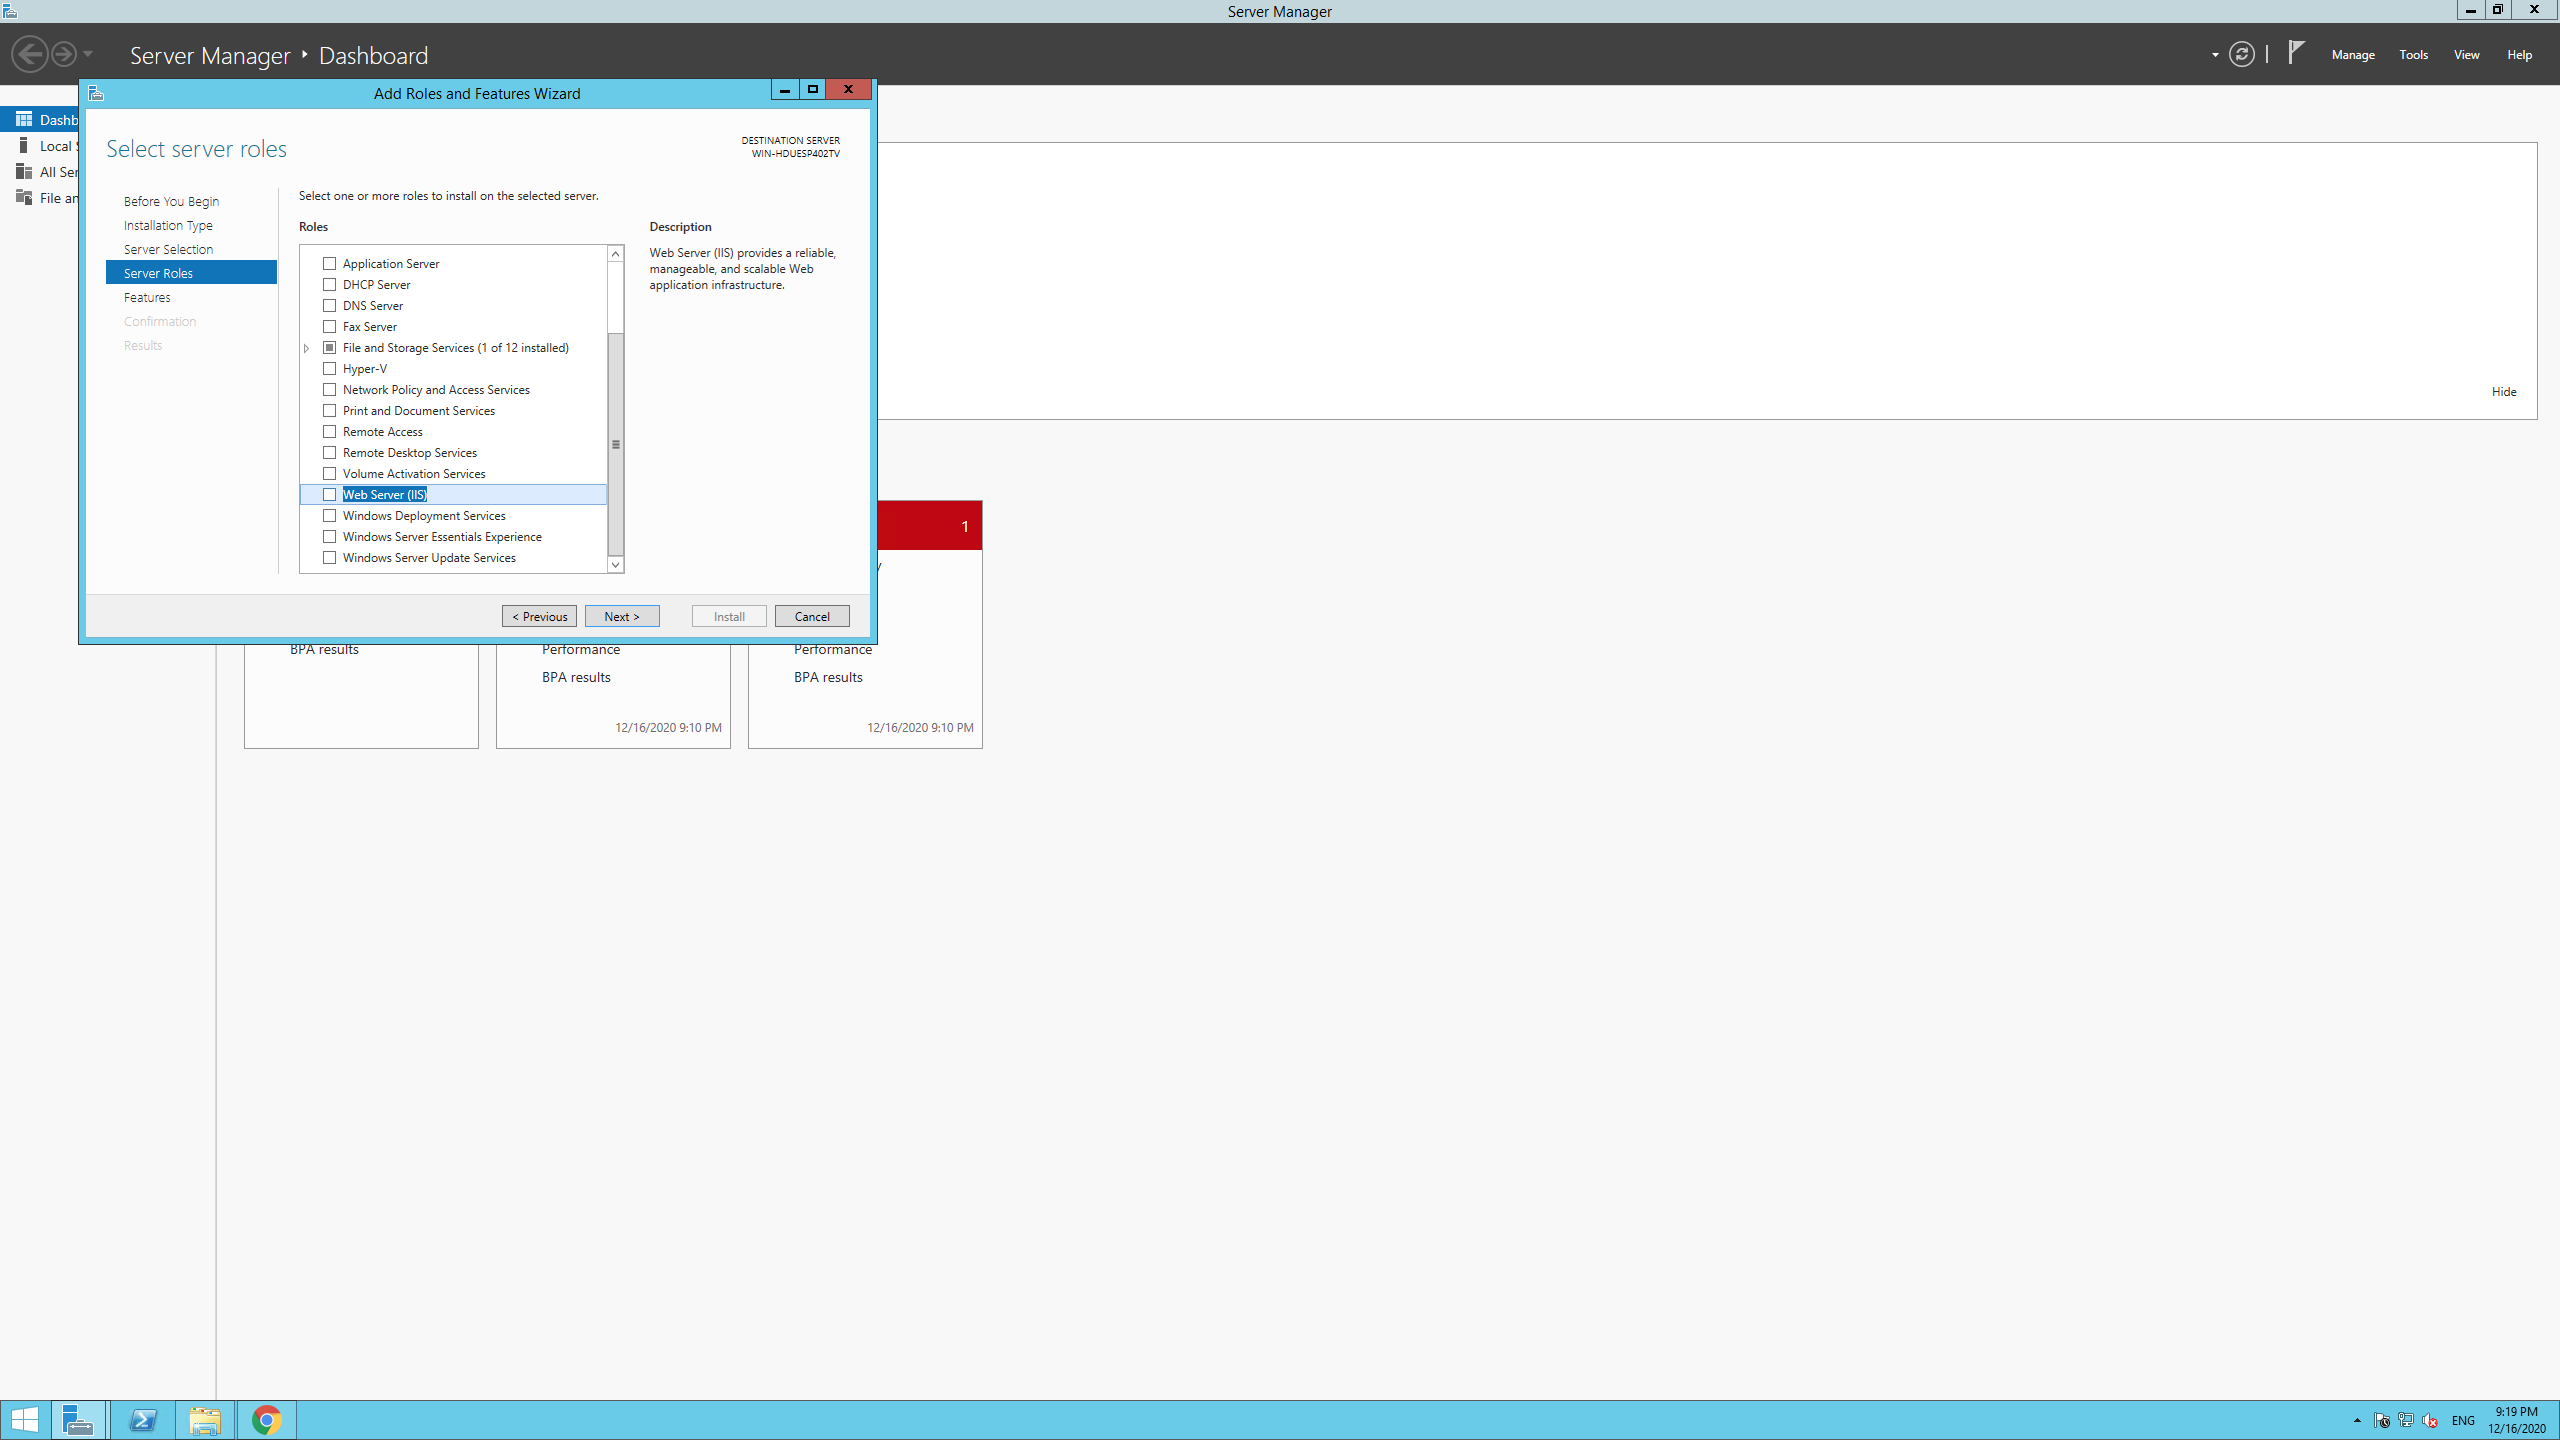 Server Manager
Server Manager
Dashboard
Manage
Tools
View
Help
Add Roles and Features Wizard
Dashb
Local S
All Ser
File an
Select server roles
DESTINATION SERVER
WIN-HDUESP402TV
Before You Begin
Installation Type
Server Selection
Server Roles
Features
Confirmation
Results
Select one or more roles to install on the selected server.
Roles
Application Server
DHCP Server
DNS Server
Fax Server
File and Storage Services (1 of 12 installed)
Hyper-V
Network Policy and Access Services
Print and Document Services
Remote Access
Remote Desktop Services
Volume Activation Services
Web Server (IIS)
Windows Deployment Services
Windows Server Essentials Experience
Windows Server Update Services
Description
Web Server (IIS) provides a reliable,
manageable, and scalable Web
application infrastructure.
< Previous
Next >
Install
Cancel
Hide
1
BPA results
Performance
BPA results
12/16/2020 9:10 PM
Performance
BPA results
12/16/2020 9:10 PM
ENG
9:19 PM
12/16/2020